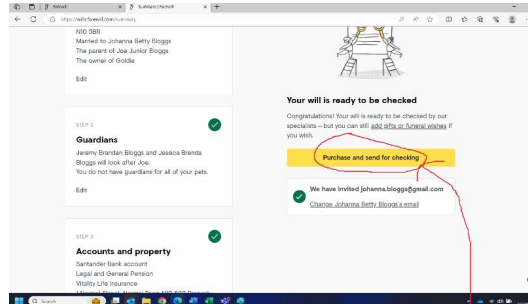 Farewill
Summary | Farewill
https://wills.farewill.com/summary
N10 5BR
Married to Johanna Betty Bloggs
The parent of Joe Junior Bloggs
The owner of Goldie
Edit
STEP 2
Guardians
Jeremy Brandan Bloggs and Jessica Brenda
Bloggs will look after Joe.
You do not have guardians for all of your pets.
Edit
STEP 3
Accounts and property
Santander Bank account
Legal and General Pension
Vitality Life Insurance
Your will is ready to be checked
Congratulations! Your will is ready to be checked by our
specialists – but you can still add gifts or funeral wishes if
you wish.
Purchase and send for checking
We have invited johanna.bloggs@gmail.com
Change Johanna Betty Bloggs's email
Search